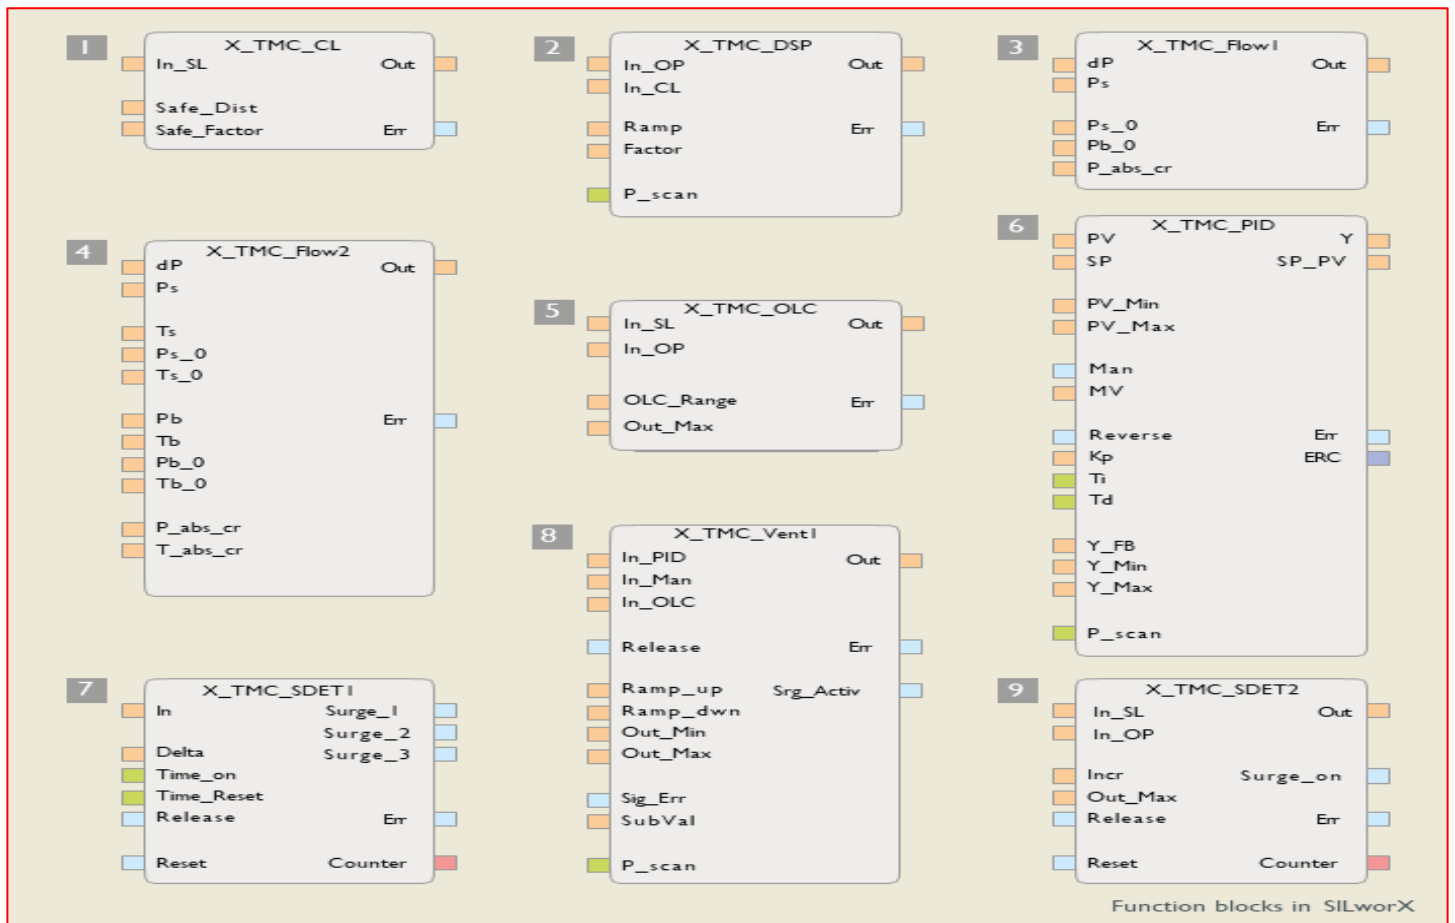 1
X_TMC_CL
In_SL Out
Safe_Dist
Safe_Factor Err
2
X_TMC_DSP
In_OP Out
In_CL
Ramp Err
Factor
P_scan
3
X_TMC_Flow1
dP Out
Ps
Ps_0 Err
Pb_0
P_abs_cr
4
X_TMC_Flow2
dP Out
Ps
Ts
Ps_0
Ts_0
Pb Err
Tb
Pb_0
Tb_0
P_abs_cr
T_abs_cr
5
X_TMC_OLC
In_SL Out
In_OP
OLC_Range Err
Out_Max
6
X_TMC_PID
PV Y
SP SP_PV
PV_Min
PV_Max
Man
MV
Reverse Err
Kp ERC
Ti
Td
Y_FB
Y_Min
Y_Max
P_scan
7
X_TMC_SDET1
In Surge_1
Surge_2
Delta Surge_3
Time_on
Time_Reset
Release Err
Reset Counter
8
X_TMC_Vent1
In_PID Out
In_Man
In_OLC
Release Err
Ramp_up Srg_Activ
Ramp_dwn
Out_Min
Out_Max
Sig_Err
SubVal
P_scan
9
X_TMC_SDET2
In_SL Out
In_OP
Incr Surge_on
Out_Max
Release Err
Reset Counter
Function blocks in SILworX